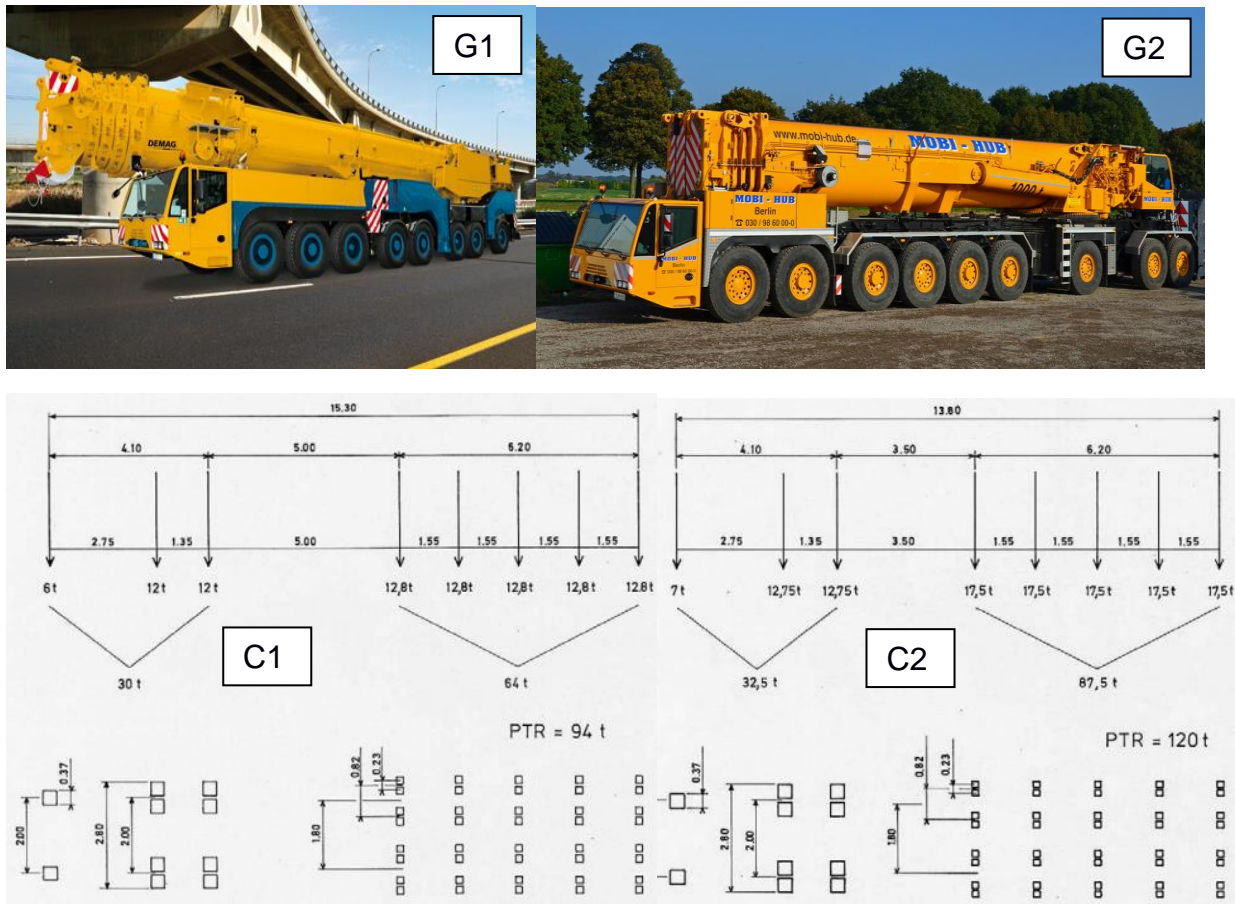 G1
DEMAG
G2
www.mobi-hub.de
MOBI - HUB
1000 t
MOBI - HUB
Berlin
☎ 030 / 98 60 00-0
MOBI - HUB
Berlin
15,30
4.10 5.00 6.20
2.75 1.35 5.00 1.55 1.55 1.55 1.55
6t 12t 12t 12,8t 12,8t 12,8t 12,8t 12.8t
C1
30 t 64 t
PTR = 94 t
0.37 0.82 0.23
2.00 2.80 2.00 1.80
13.80
4.10 3.50 6.20
2.75 1.35 3.50 1.55 1.55 1.55 1.55
7t 12,75t 12,75t 17,5t 17,5t 17,5t 17,5t 17,5t
C2
32,5 t 87,5 t
PTR = 120 t
0.37 0.82 0.23
2.80 2.00 1.80